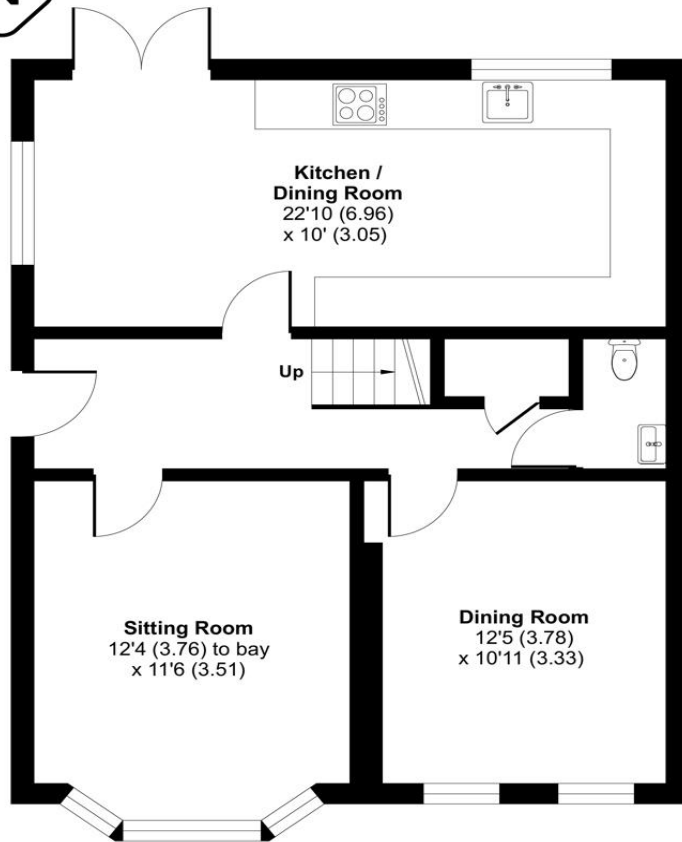 Kitchen /
Dining Room
22'10 (6.96)
x 10' (3.05)
Up
Sitting Room
12'4 (3.76) to bay
x 11'6 (3.51)
Dining Room
12'5 (3.78)
x 10'11 (3.33)